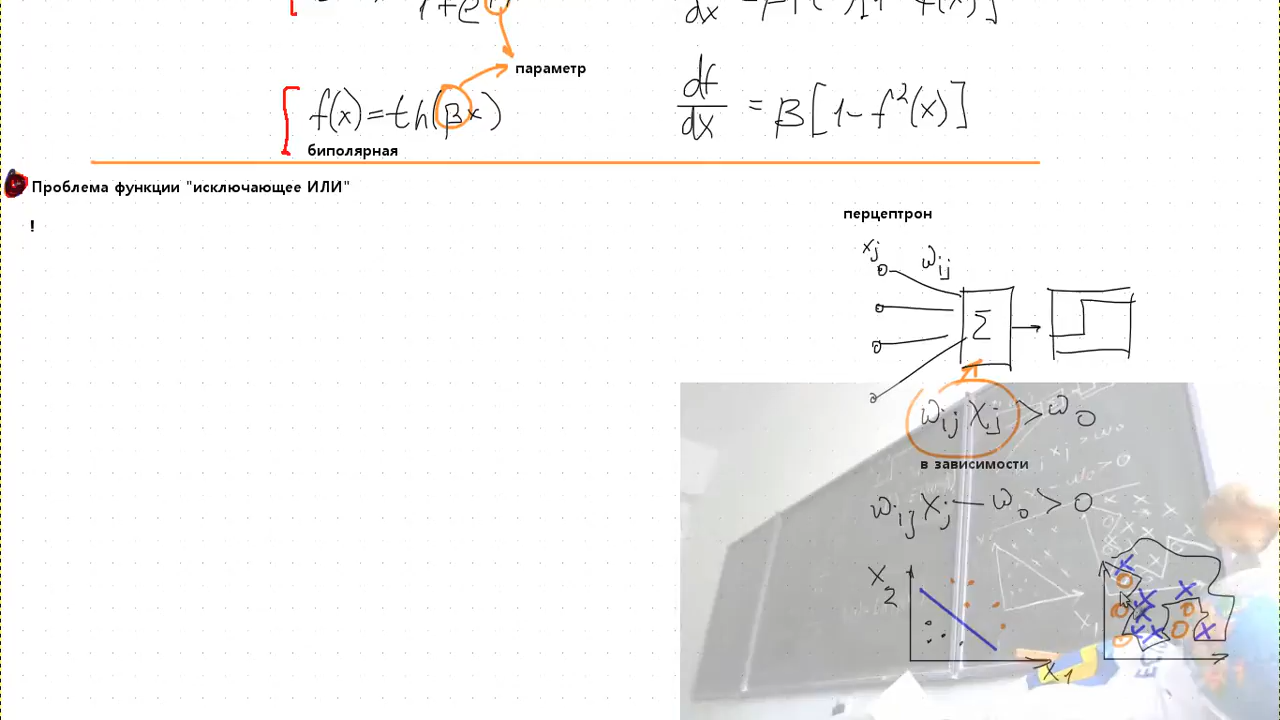 параметр
f(x)=th(βx)
df/dx = β[1-f²(x)]
биполярная
Проблема функции "исключающее ИЛИ"
!
перцептрон
xj ωij
Σ
ωij xj > ω0
в зависимости
ωij xj - ω0 > 0
x2
x1